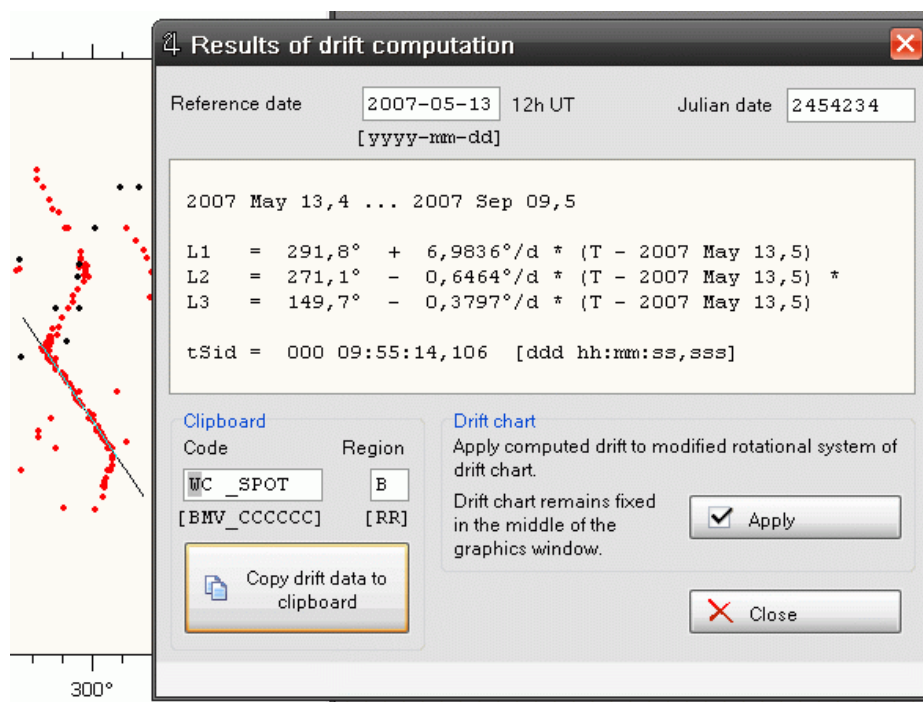 Results of drift computation
Reference date 2007-05-13 12h UT Julian date 2454234
[yyyy-mm-dd]
2007 May 13,4 ... 2007 Sep 09,5
L1 = 291,8° + 6,9836°/d * (T - 2007 May 13,5)
L2 = 271,1° - 0,6464°/d * (T - 2007 May 13,5) *
L3 = 149,7° - 0,3797°/d * (T - 2007 May 13,5)
tSid = 000 09:55:14,106 [ddd hh:mm:ss,sss]
Clipboard
Code Region
WC _SPOT B
[BMV_CCCCCC] [RR]
Copy drift data to
clipboard
Drift chart
Apply computed drift to modified rotational system of
drift chart.
Drift chart remains fixed
in the middle of the
graphics window.
Apply
Close
300°